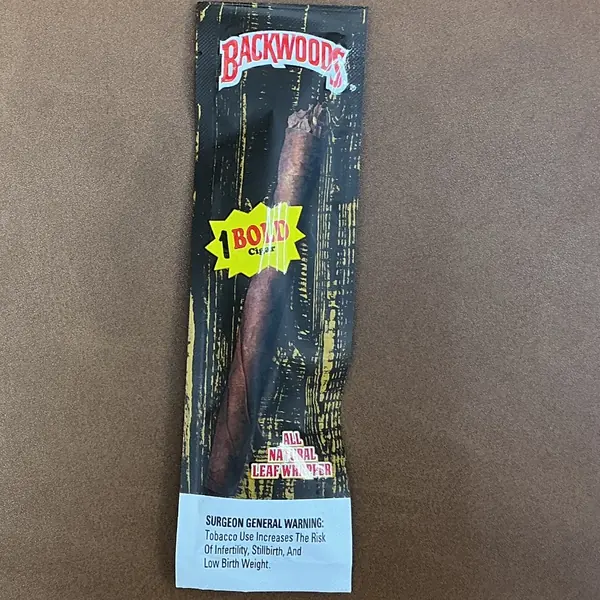 BACKWOODS®
1 BOLD
Cigar
ALL
NATURAL
LEAF WRAPPER
SURGEON GENERAL WARNING:
Tobacco Use Increases The Risk
Of Infertility, Stillbirth, And
Low Birth Weight.